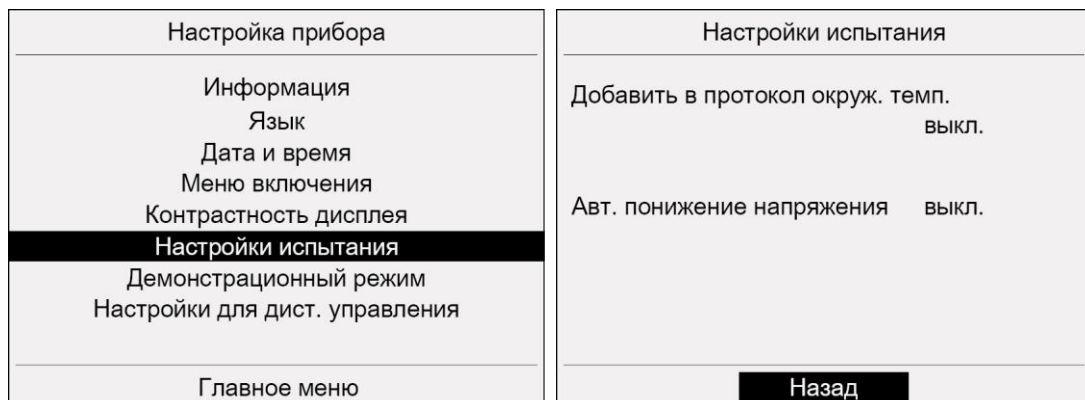 Настройка прибора
Информация
Язык
Дата и время
Меню включения
Контрастность дисплея
Настройки испытания
Демонстрационный режим
Настройки для дист. управления
Главное меню
Настройки испытания
Добавить в протокол окруж. темп.
выкл.
Авт. понижение напряжения выкл.
Назад